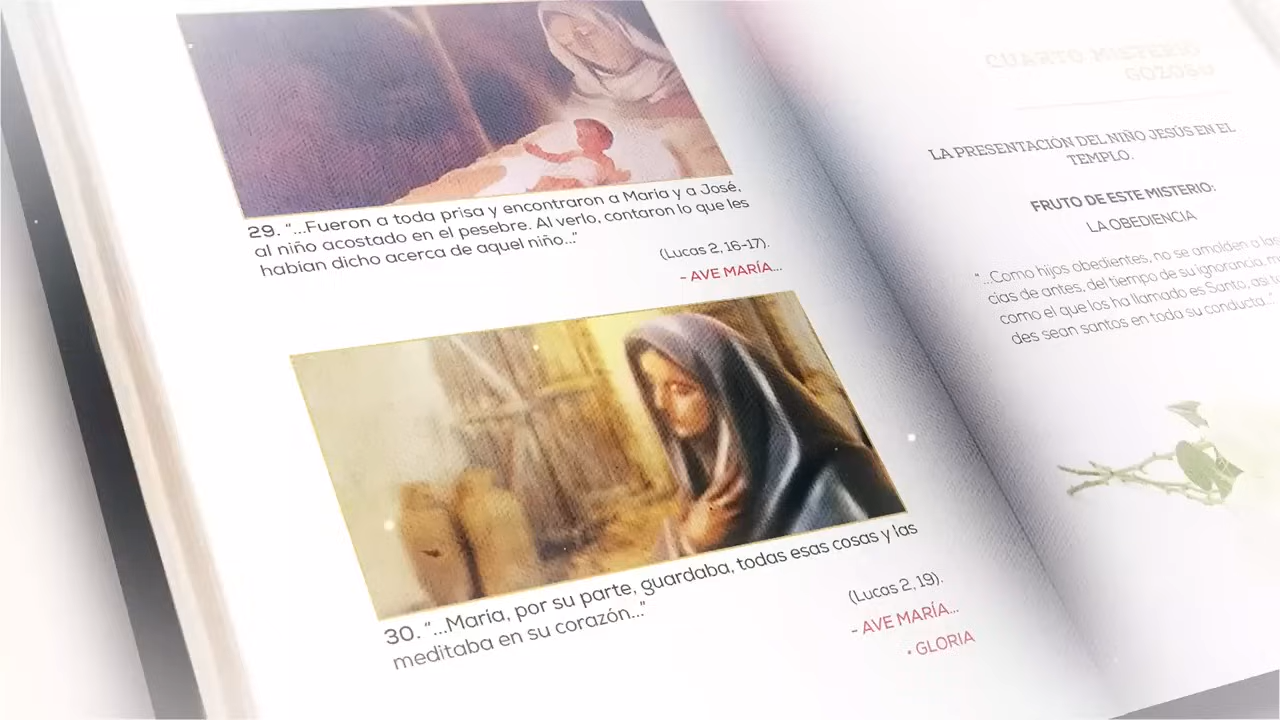 29. “...Fueron a toda prisa y encontraron a María y a José,
al niño acostado en el pesebre. Al verlo, contaron lo que les
habían dicho acerca de aquel niño...”
(Lucas 2, 16-17).
- AVE MARÍA...
30. “...María, por su parte, guardaba, todas esas cosas y las
meditaba en su corazón...”
(Lucas 2, 19).
- AVE MARÍA...
• GLORIA
CUARTO MISTERIO
GOZOSO
LA PRESENTACIÓN DEL NIÑO JESÚS EN EL
TEMPLO.
FRUTO DE ESTE MISTERIO:
LA OBEDIENCIA
“...Como hijos obedientes, no se amolden a las
cias de antes, del tiempo de su ignorancia, m
como el que los ha llamado es Santo, así
des sean santos en toda su conducta...”